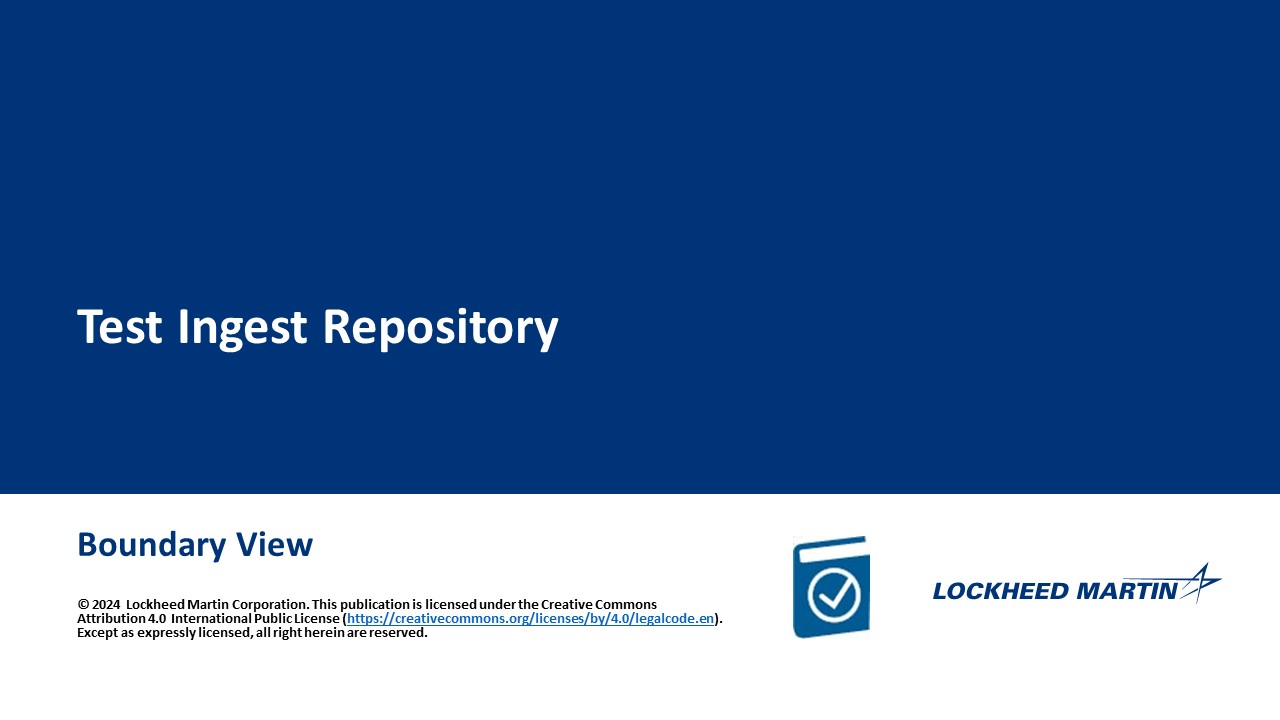 Test Ingest Repository
Boundary View
© 2024 Lockheed Martin Corporation. This publication is licensed under the Creative Commons
Attribution 4.0 International Public License (https://creativecommons.org/licenses/by/4.0/legalcode.en).
Except as expressly licensed, all right herein are reserved.
LOCKHEED MARTIN